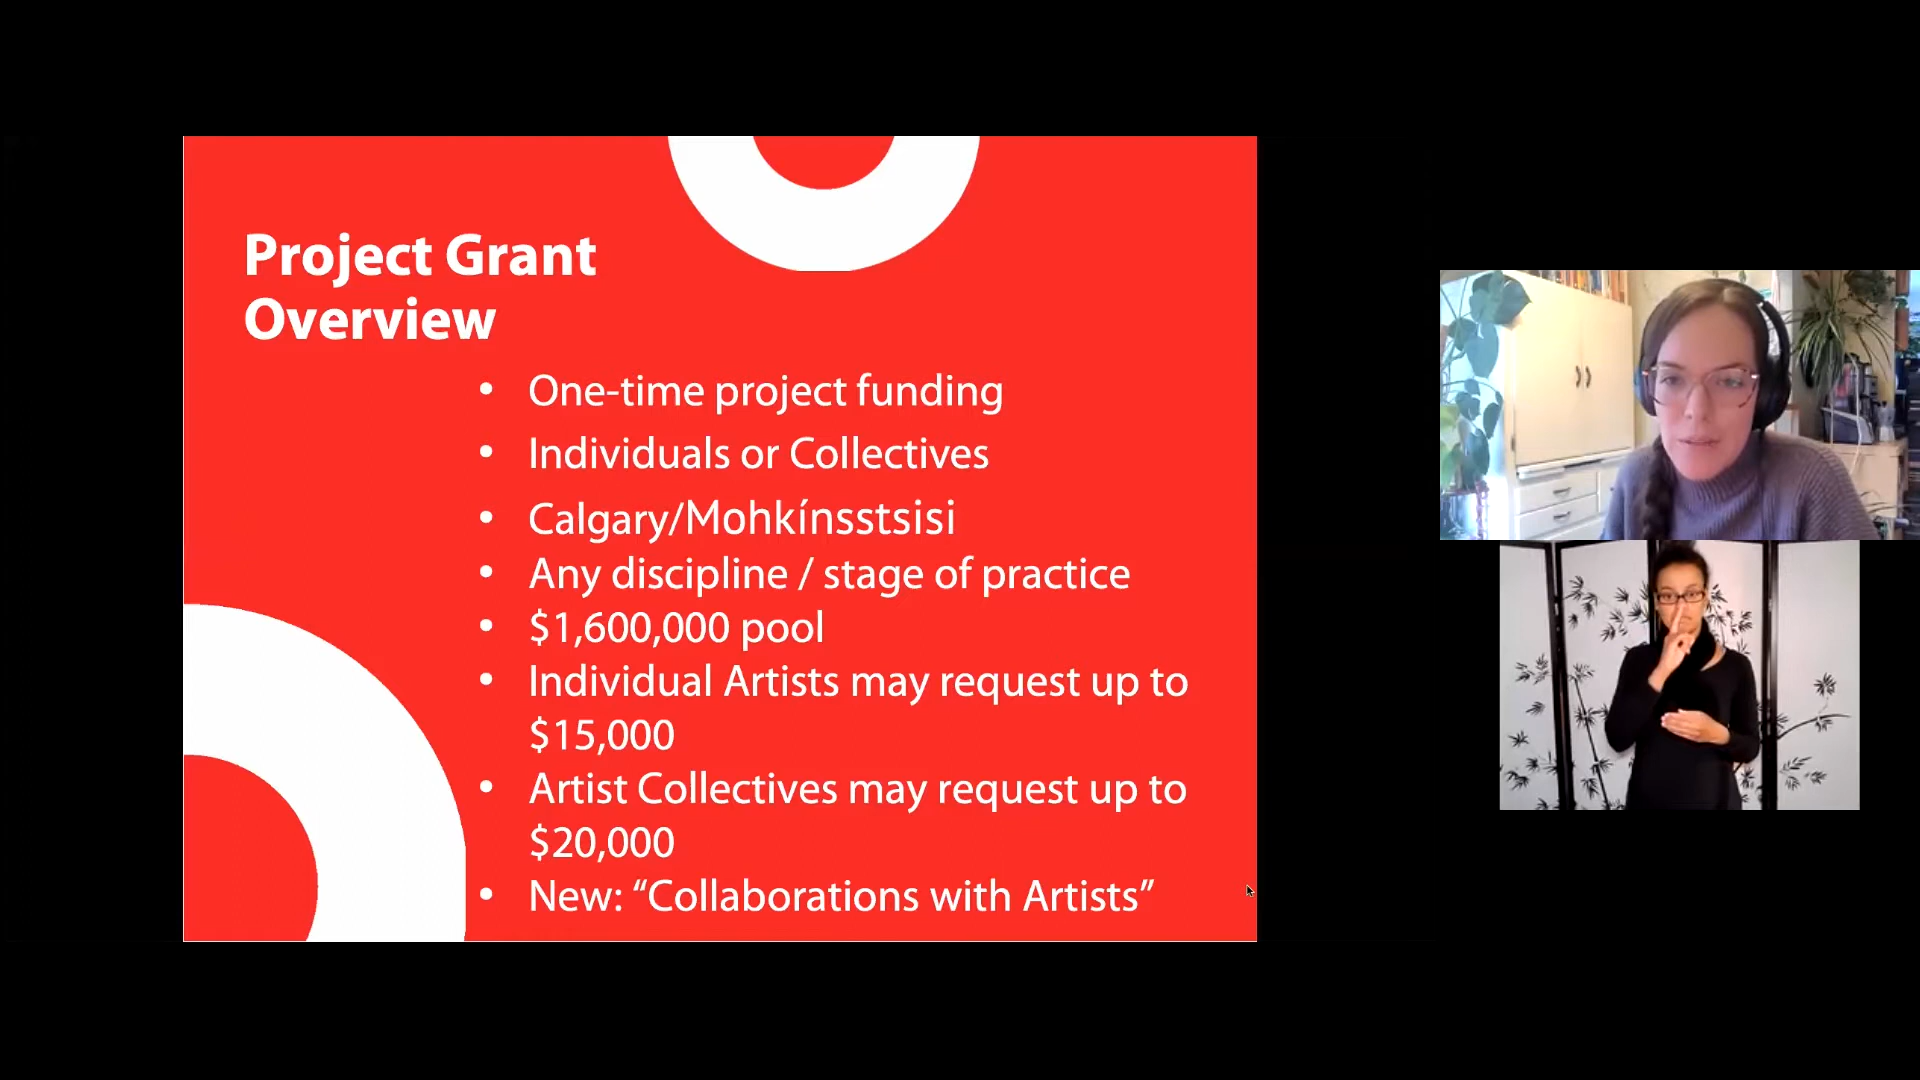 Project Grant
Overview
• One-time project funding
• Individuals or Collectives
• Calgary/Mohkínsstsisi
• Any discipline / stage of practice
• $1,600,000 pool
• Individual Artists may request up to
$15,000
• Artist Collectives may request up to
$20,000
• New: “Collaborations with Artists”